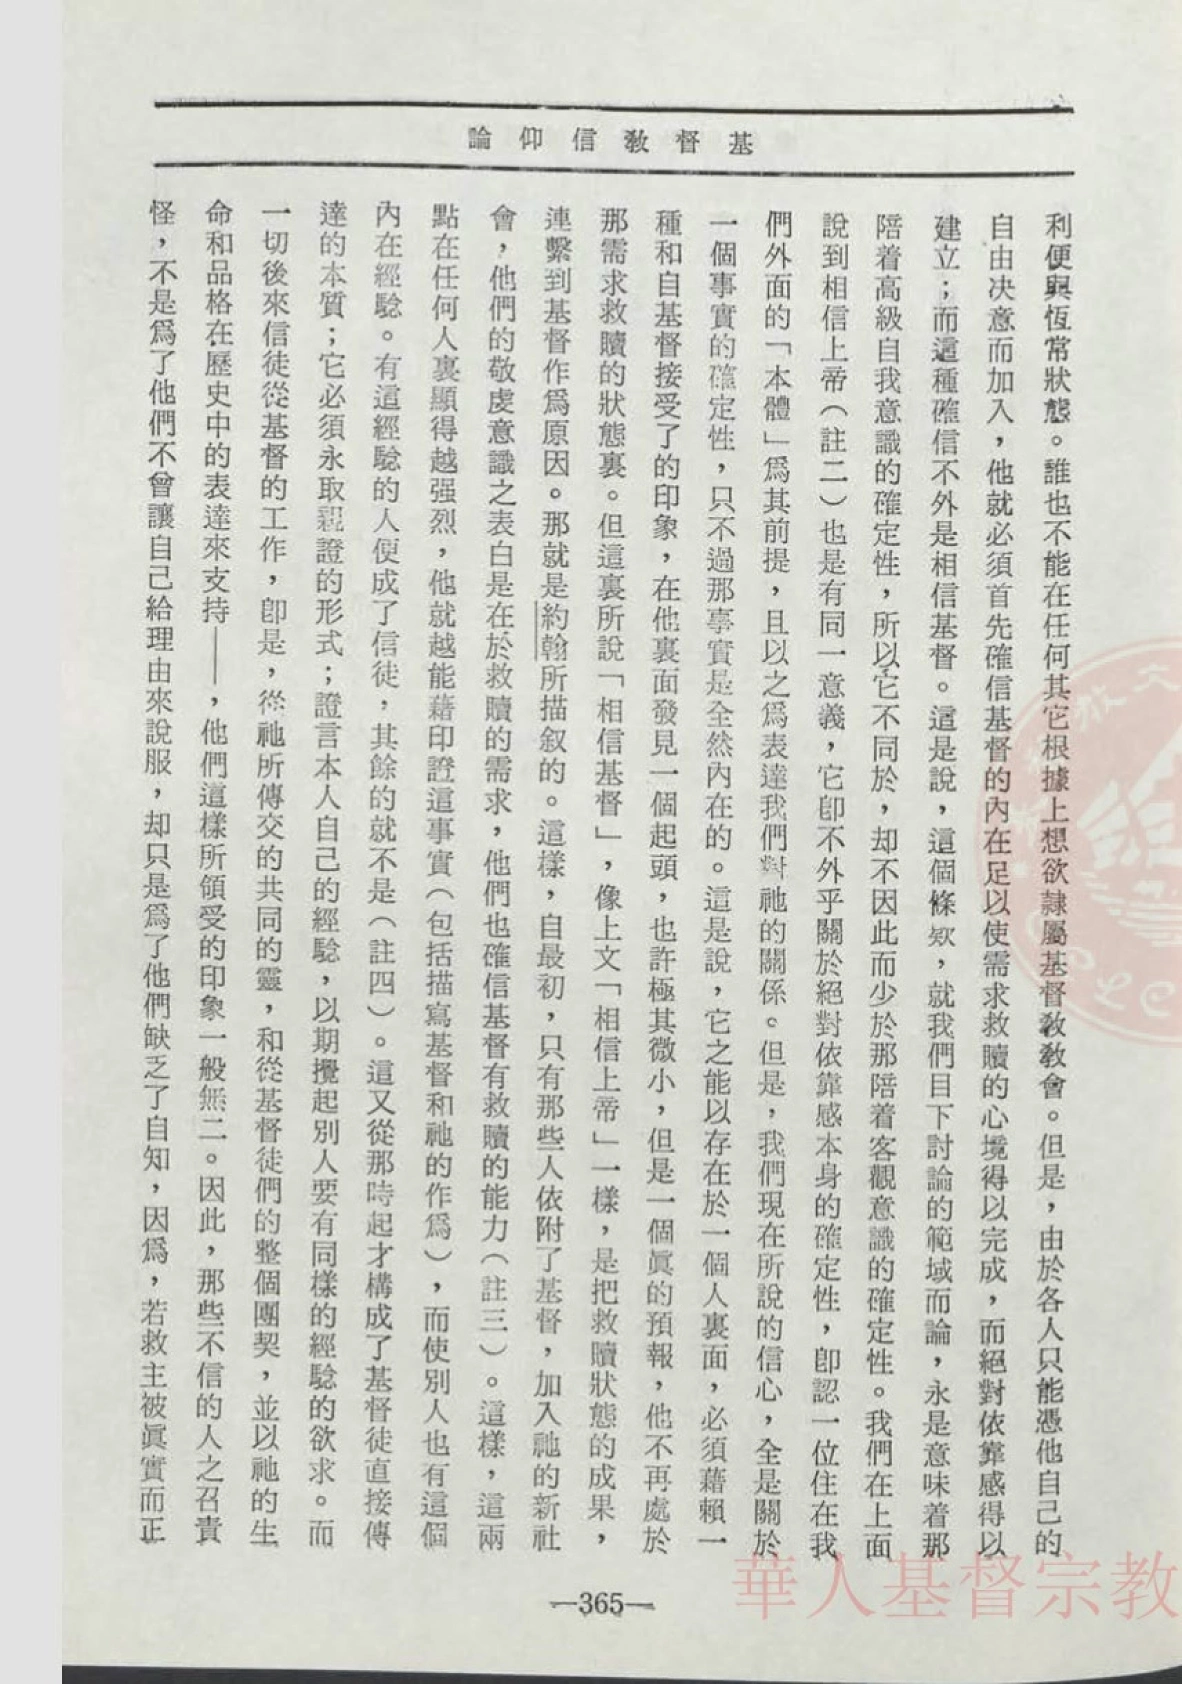 基督教信仰論
利便與恆常狀態。誰也不能在任何其它根據上想欲隸屬基督教教會。但是，由於各人只能憑他自己的
自由决意而加入，他就必須首先確信基督的內在足以使需求救贖的心境得以完成，而絕對依靠感得以
建立；而這種確信不外是相信基督。這是說，這個條欵，就我們目下討論的範域而論，永是意味着那
陪着高級自我意識的確定性，所以它不同於，却不因此而少於那陪着客觀意識的確定性。我們在上面
說到相信上帝（註二）也是有同一意義，它卽不外乎關於絕對依靠感本身的確定性，卽認一位住在我
們外面的「本體」爲其前提，且以之爲表達我們對祂的關係。但是，我們現在所說的信心，全是關於
一個事實的確定性，只不過那事實是全然內在的。這是說，它之能以存在於一個人裏面，必須藉賴一
種和自基督接受了的印象，在他裏面發見一個起頭，也許極其微小，但是一個眞的預報，他不再處於
那需求救贖的狀態裏。但這裏所說「相信基督」，像上文「相信上帝」一樣，是把救贖狀態的成果，
連繫到基督作爲原因。那就是約翰所描叙的。這樣，自最初，只有那些人依附了基督，加入祂的新社
會，他們的敬虔意識之表白是在於救贖的需求，他們也確信基督有救贖的能力（註三）。這樣，這兩
點在任何人裏顯得越强烈，他就越能藉印證這事實（包括描寫基督和祂的作爲），而使別人也有這個
內在經驗。有這經驗的人便成了信徒，其餘的就不是（註四）。這又從那時起才構成了基督徒直接傳
達的本質；它必須永取親證的形式；證言本人自己的經驗，以期攪起別人要有同樣的經驗的欲求。而
一切後來信徒從基督的工作，卽是，從祂所傳交的共同的靈，和從基督徒們的整個團契，並以祂的生
命和品格在歷史中的表達來支持——，他們這樣所領受的印象一般無二。因此，那些不信的人之召責
怪，不是爲了他們不曾讓自己給理由來說服，却只是爲了他們缺乏了自知，因爲，若救主被眞實而正
—365—
華人基督宗教